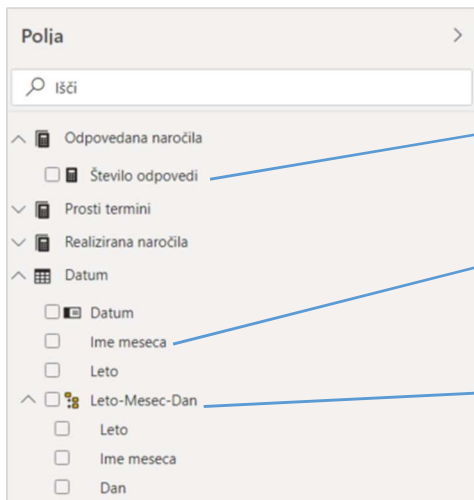 Polja
Išči
Odpovedana naročila
Število odpovedi
Prosti termini
Realizirana naročila
Datum
Datum
Ime meseca
Leto
Leto-Mesec-Dan
Leto
Ime meseca
Dan